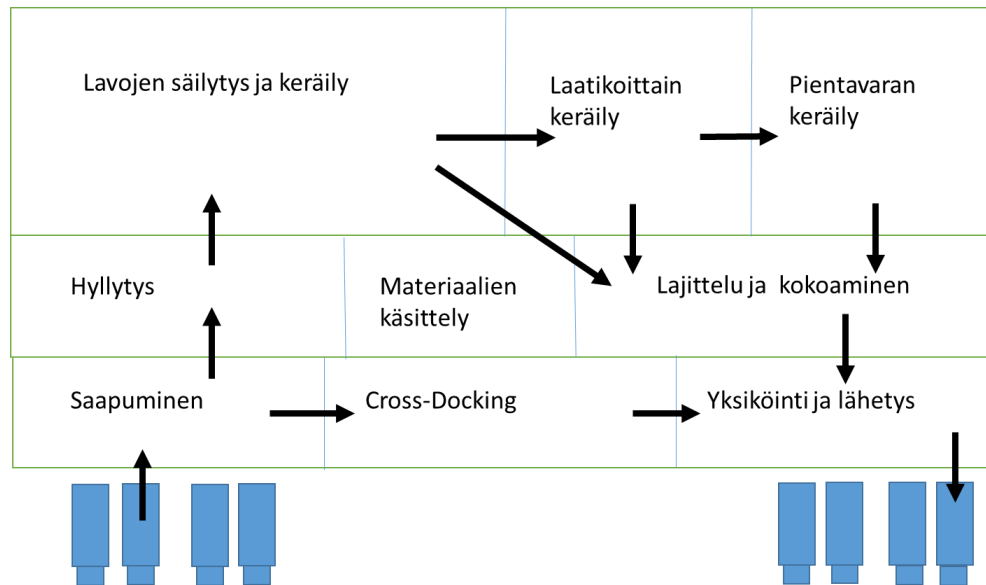 Lavojen säilytys ja keräily
Laatikoittain
keräily
Pientavaran
keräily
Hyllytys
Materiaalien
käsittely
Lajittelu ja kokoaminen
Saapuminen
Cross-Docking
Yksiköinti ja lähetys